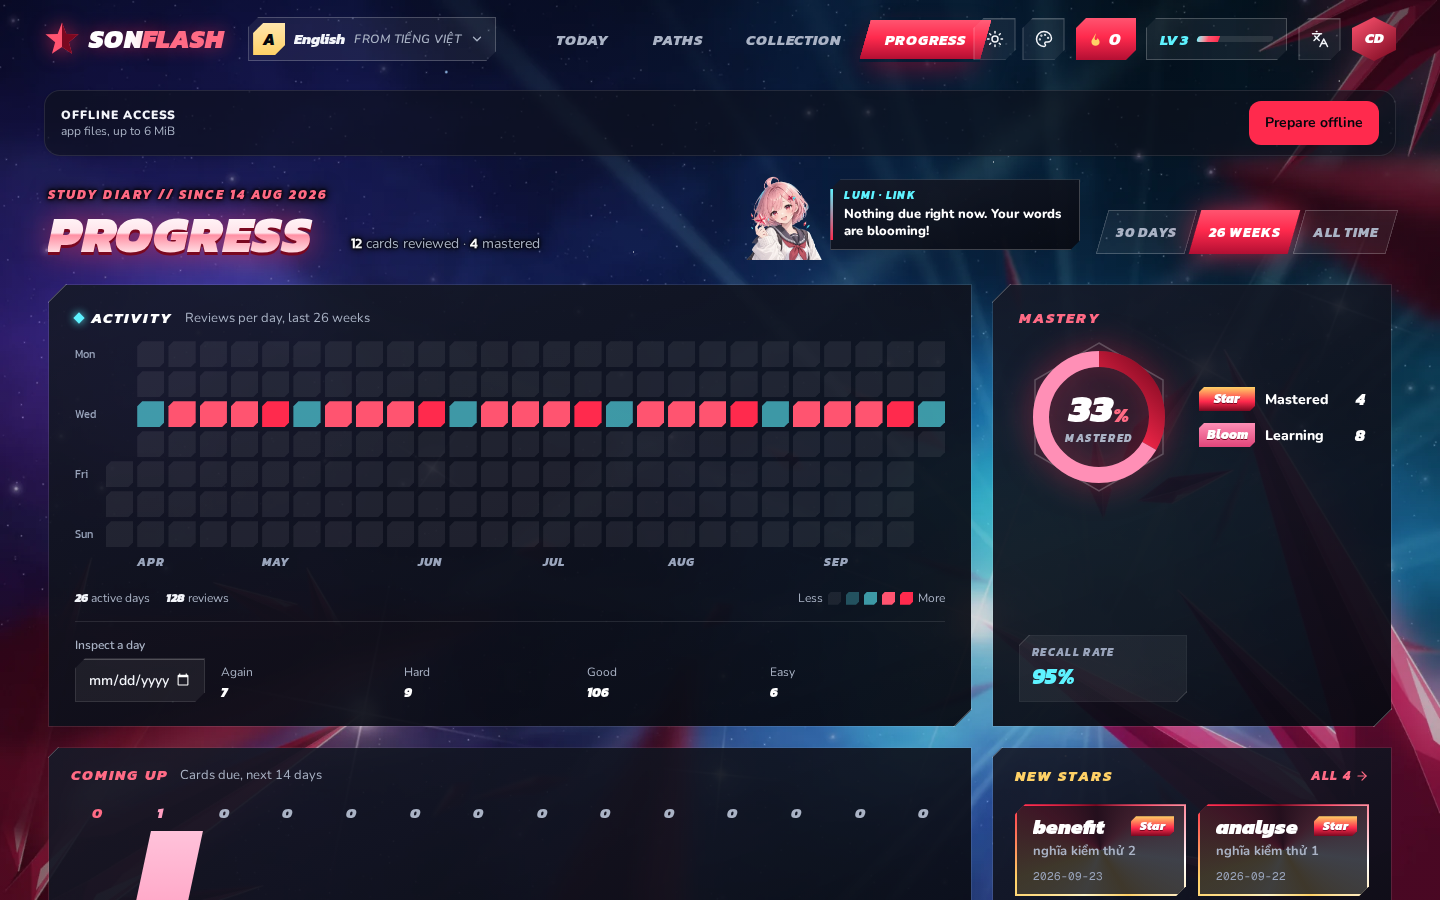 SONFLASH
A English FROM TIẾNG VIỆT
TODAY PATHS COLLECTION PROGRESS
0
LV 3
CD
OFFLINE ACCESS
app files, up to 6 MiB
Prepare offline
STUDY DIARY // SINCE 14 AUG 2026
PROGRESS
12 cards reviewed · 4 mastered
LUMI · LINK
Nothing due right now. Your words
are blooming!
30 DAYS 26 WEEKS ALL TIME
ACTIVITY Reviews per day, last 26 weeks
Mon
Wed
Fri
Sun
APR MAY JUN JUL AUG SEP
26 active days 128 reviews
Less More
Inspect a day
mm/dd/yyyy
Again
7
Hard
9
Good
106
Easy
6
MASTERY
33%
MASTERED
Star Mastered 4
Bloom Learning 8
RECALL RATE
95%
COMING UP Cards due, next 14 days
0 1 0 0 0 0 0 0 0 0 0 0 0 0
NEW STARS
ALL 4
benefit Star
nghĩa kiểm thử 2
2026-09-23
analyse Star
nghĩa kiểm thử 1
2026-09-22